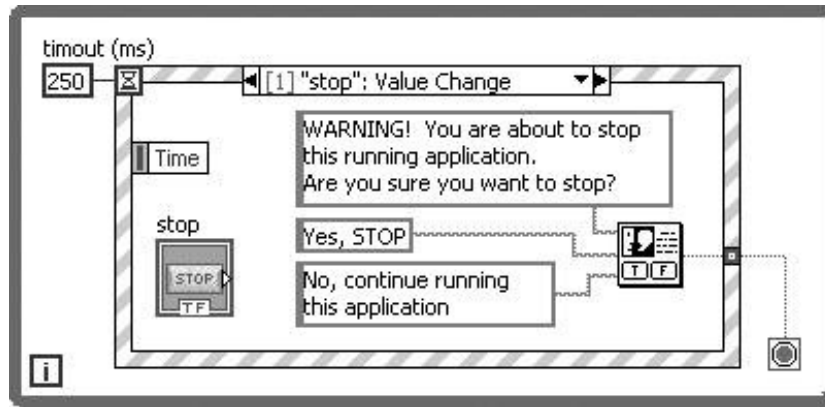 timout (ms)
250
[1] "stop": Value Change
WARNING! You are about to stop
this running application.
Are you sure you want to stop?
Time
stop
STOP
TF
Yes, STOP
No, continue running
this application
T F
i